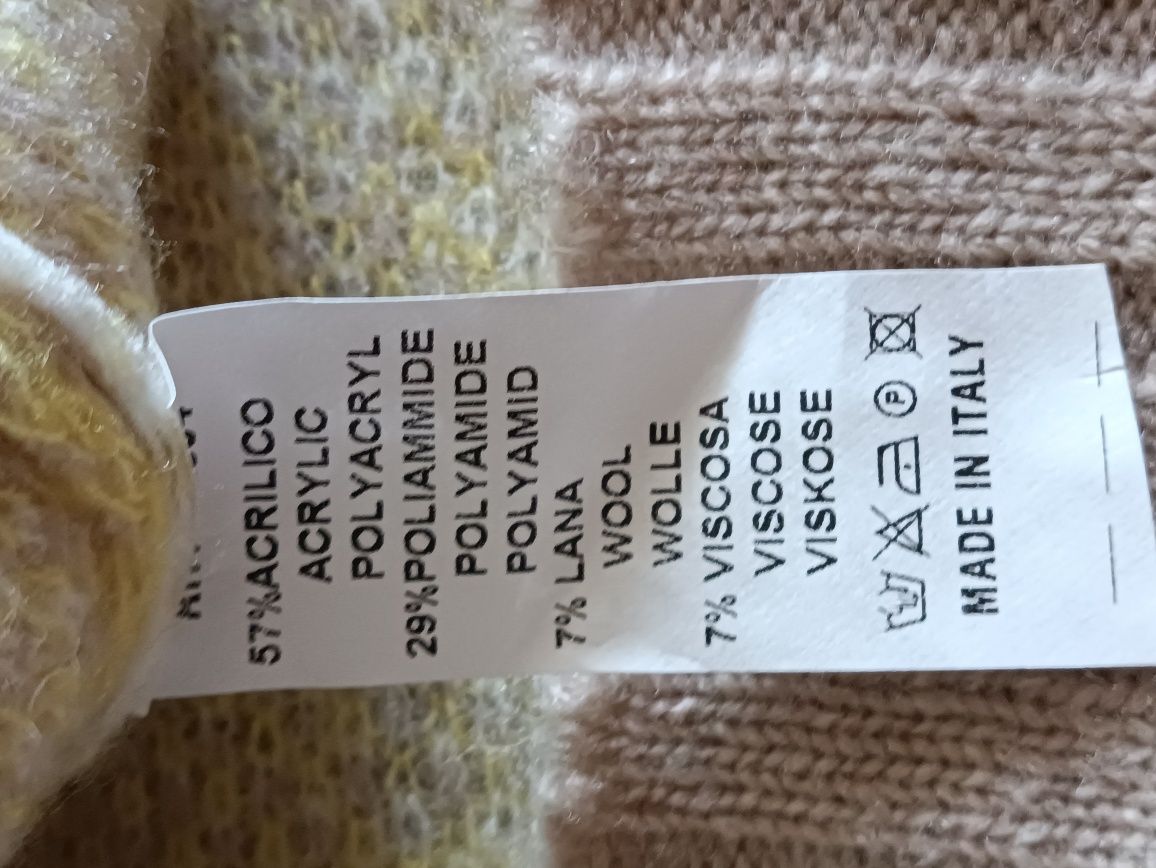 57%ACRILICO
ACRYLIC
POLYACRYL
29%POLIAMMIDE
POLYAMIDE
POLYAMID
7% LANA
WOOL
WOLLE
7% VISCOSA
VISCOSE
VISKOSE
P
MADE IN ITALY